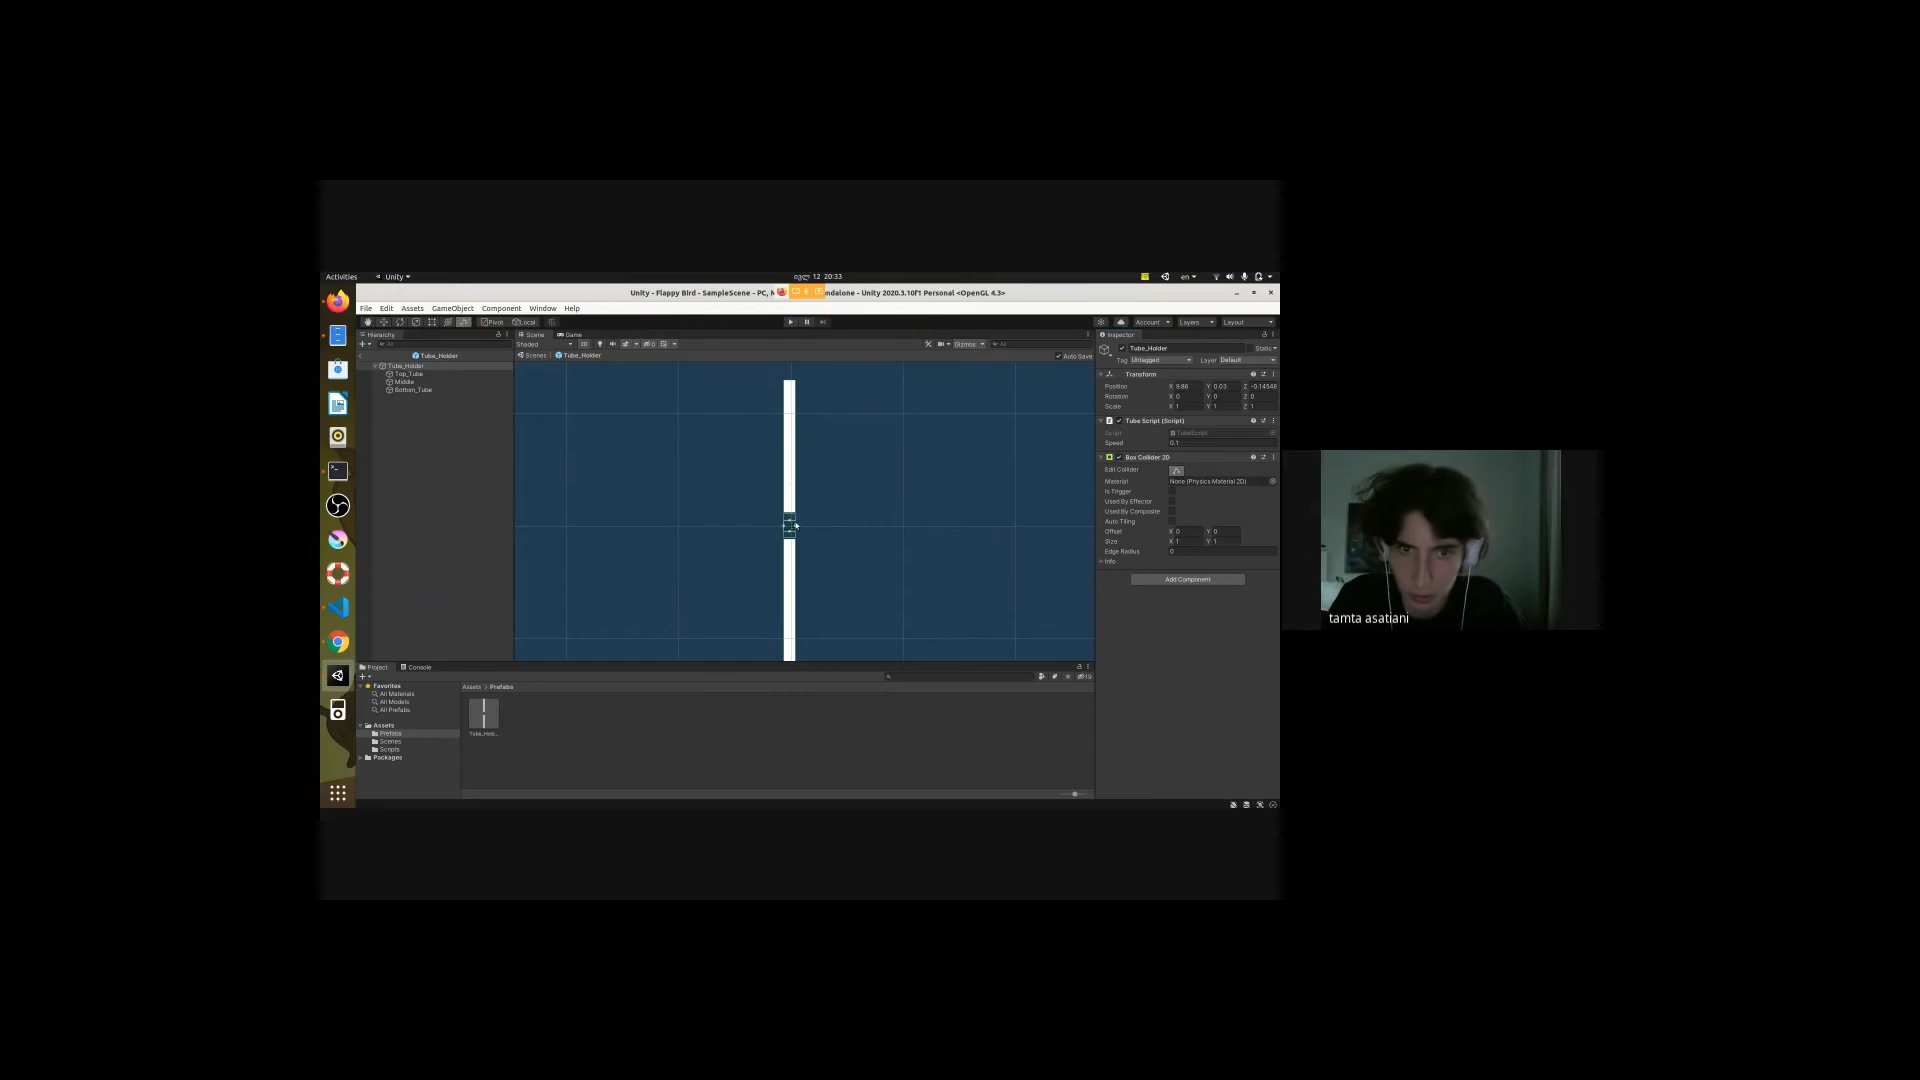 Activities
Unity
ივლ 12 20:33
en
Unity - Flappy Bird - SampleScene - PC, M
ndalone - Unity 2020.3.10f1 Personal <OpenGL 4.3>
File Edit Assets GameObject Component Window Help
Pivot Local
Account Layers Layout
Hierarchy
All
Tube_Holder
Tube_Holder
Top_Tube
Middle
Bottom_Tube
Scene Game
Shaded 2D
Gizmos All
Scenes Tube_Holder
Auto Save
Inspector
Tube_Holder Static
Tag Untagged Layer Default
Transform
Position X 9.86 Y 0.03 Z -0.14548
Rotation X 0 Y 0 Z 0
Scale X 1 Y 1 Z 1
Tube Script (Script)
Script TubeScript
Speed 0.1
Box Collider 2D
Edit Collider
Material None (Physics Material 2D)
Is Trigger
Used By Effector
Used By Composite
Auto Tiling
Offset X 0 Y 0
Size X 1 Y 1
Edge Radius 0
Info
Add Component
Project Console
Favorites
All Materials
All Models
All Prefabs
Assets
Prefabs
Scenes
Scripts
Packages
Assets > Prefabs
Tube_Hold...
tamta asatiani